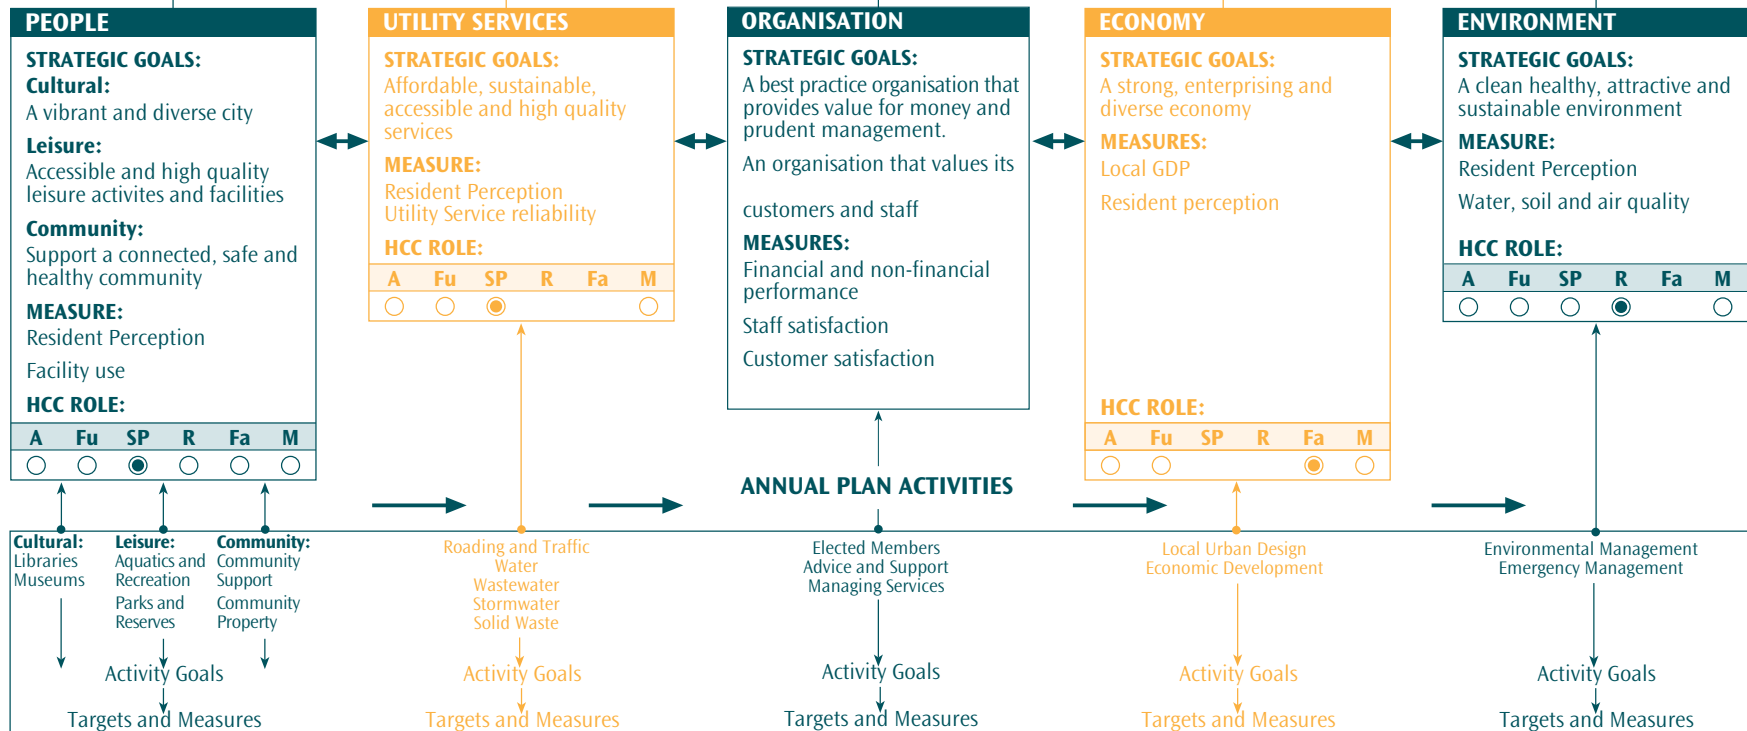 PEOPLE
STRATEGIC GOALS:
Cultural:
A vibrant and diverse city
Leisure:
Accessible and high quality
leisure activites and facilities
Community:
Support a connected, safe and
healthy community
MEASURE:
Resident Perception
Facility use
HCC ROLE:
A Fu SP R Fa M
UTILITY SERVICES
STRATEGIC GOALS:
Affordable, sustainable,
accessible and high quality
services
MEASURE:
Resident Perception
Utility Service reliability
HCC ROLE:
A Fu SP R Fa M
ORGANISATION
STRATEGIC GOALS:
A best practice organisation that
provides value for money and
prudent management.
An organisation that values its
customers and staff
MEASURES:
Financial and non-financial
performance
Staff satisfaction
Customer satisfaction
ECONOMY
STRATEGIC GOALS:
A strong, enterprising and
diverse economy
MEASURES:
Local GDP
Resident perception
HCC ROLE:
A Fu SP R Fa M
ENVIRONMENT
STRATEGIC GOALS:
A clean healthy, attractive and
sustainable environment
MEASURE:
Resident Perception
Water, soil and air quality
HCC ROLE:
A Fu SP R Fa M
ANNUAL PLAN ACTIVITIES
Cultural:
Libraries
Museums
Leisure:
Aquatics and
Recreation
Parks and
Reserves
Community:
Community
Support
Community
Property
Activity Goals
Targets and Measures
Roading and Traffic
Water
Wastewater
Stormwater
Solid Waste
Activity Goals
Targets and Measures
Elected Members
Advice and Support
Managing Services
Activity Goals
Targets and Measures
Local Urban Design
Economic Development
Activity Goals
Targets and Measures
Environmental Management
Emergency Management
Activity Goals
Targets and Measures